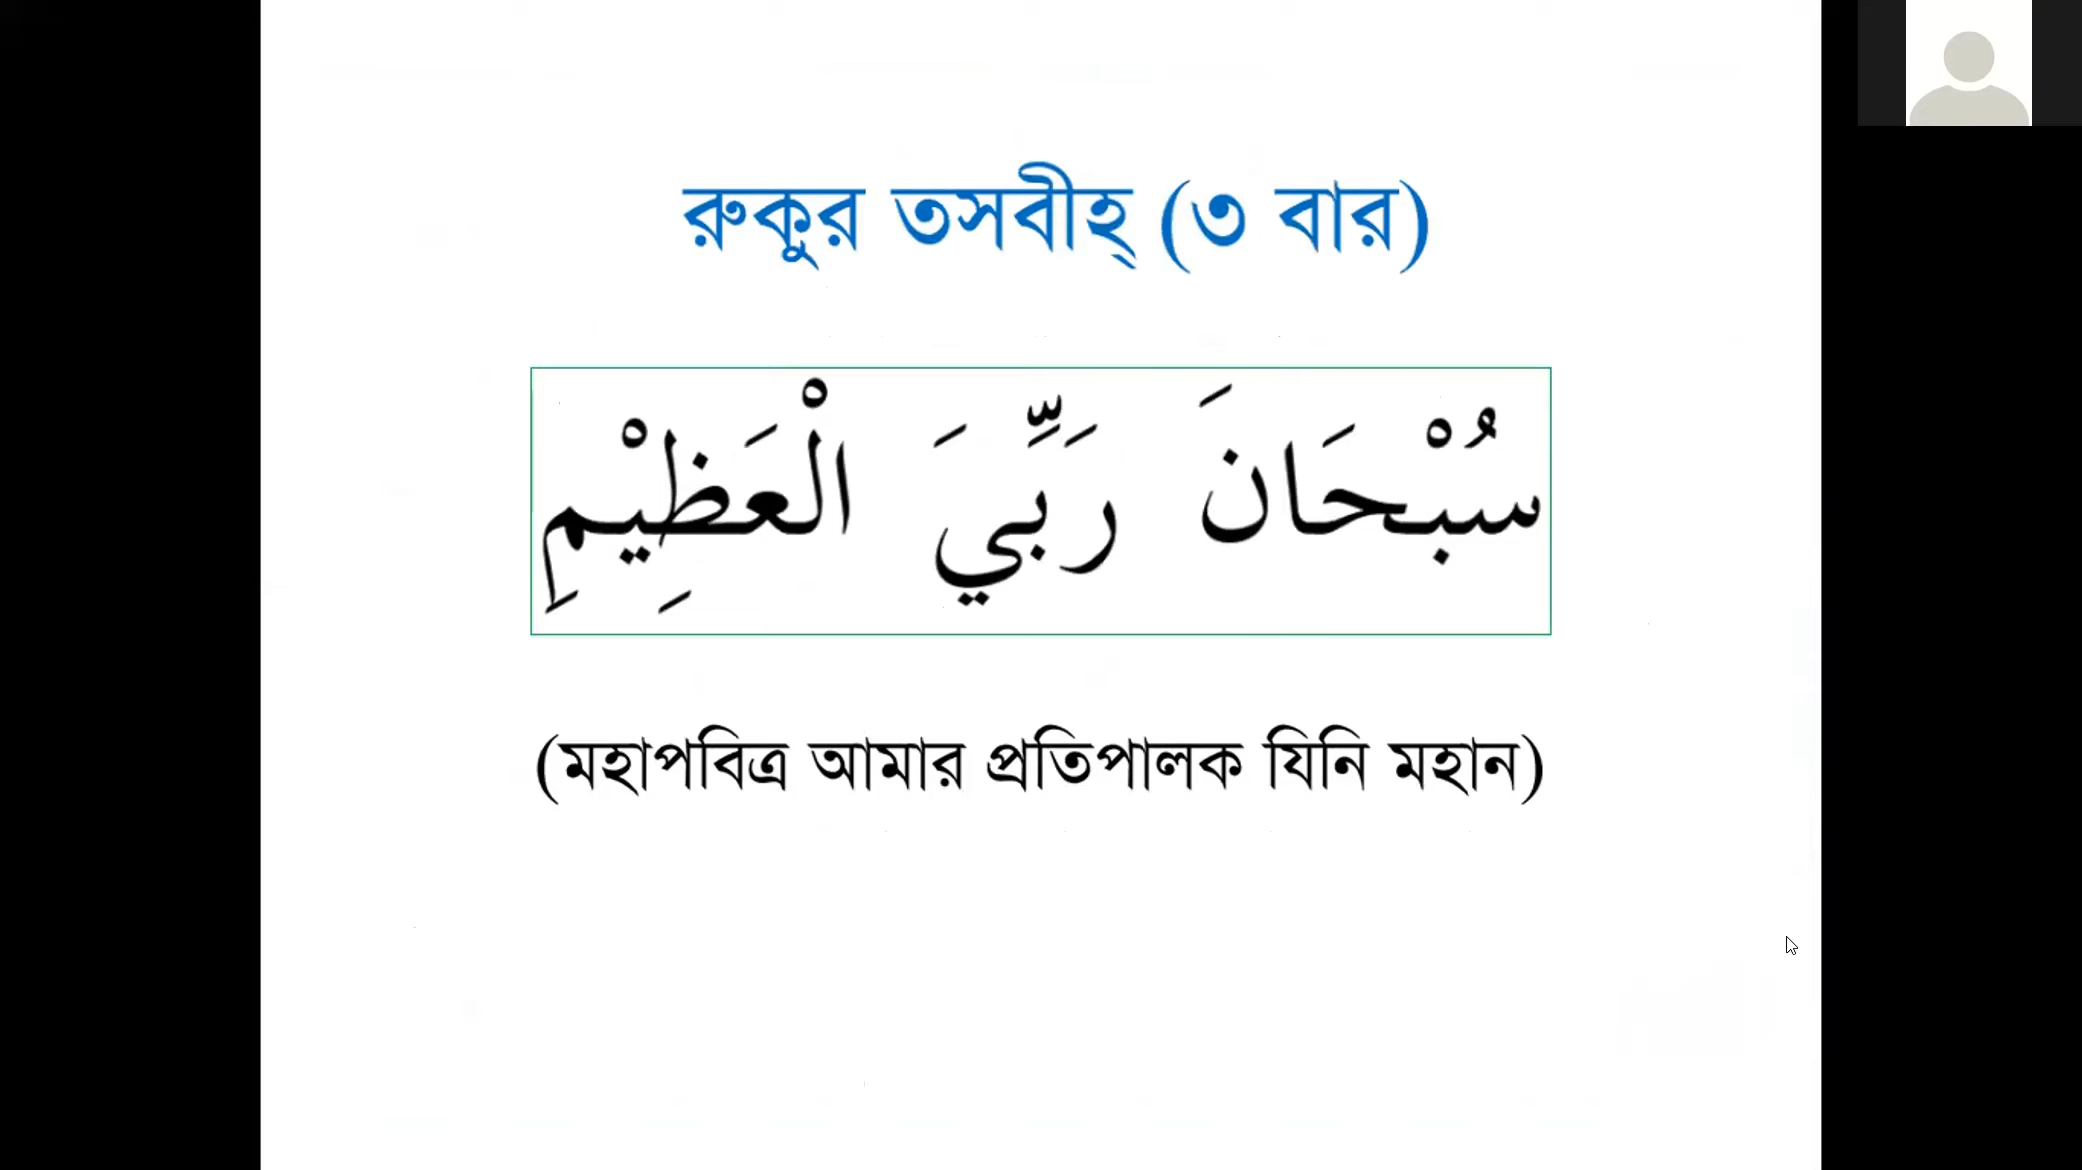 রুকুর তসবীহ্ (৩ বার)
سُبْحَانَ رَبِّيَ الْعَظِيْمِ
(মহাপবিত্র আমার প্রতিপালক যিনি মহান)